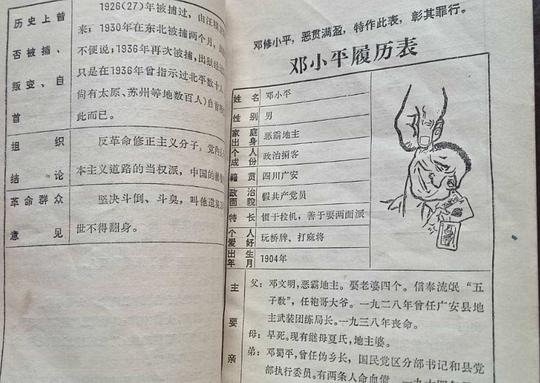 历史上曾
否被捕、
叛变、自
首
1926(27)年被捕过,由汪
来;1930年在东北被捕两个月,
不便说;1936年再次被捕,出狱
只是在1936年曾指示过北平数十人
尚有太原、苏州等地数百人)自首
此而已。
组 织
结 论
反革命修正主义分子,党内
本主义道路的当权派,中国的
革命群众
意 见
坚决斗倒、斗臭,叫他
世不得翻身。
邓修小平,恶贯满盈,特作此表,彰其罪行。
邓小平履历表
姓 名 邓小平
性 别 男
家庭出身 恶霸地主
个人成份 政治掮客
籍 贯 四川广安
政治面貌 假共产党员
特 长 惯于拉机,善于耍两面派
个人爱好 玩桥牌、打麻将
出生年月 1904年
主 要 亲
父:邓文明,恶霸地主。娶老婆四个。信奉流氓“五
子教”,任袍哥大爷。一九二八年曾任广安县地
主武装团练局长。一九三八年丧命。
母:早死。现有继母夏氏,地主婆。
弟:邓蜀平,曾任伪乡长,国民党区分部书记和县党
部执行委员。有两条人命血债